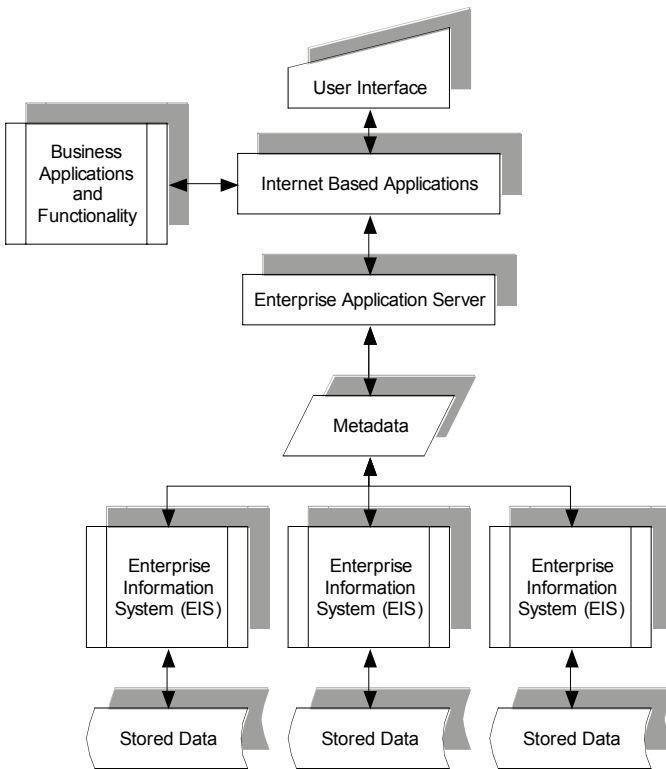 User Interface
Business
Applications
and
Functionality
Internet Based Applications
Enterprise Application Server
Metadata
Enterprise
Information
System (EIS)
Enterprise
Information
System (EIS)
Enterprise
Information
System (EIS)
Stored Data
Stored Data
Stored Data